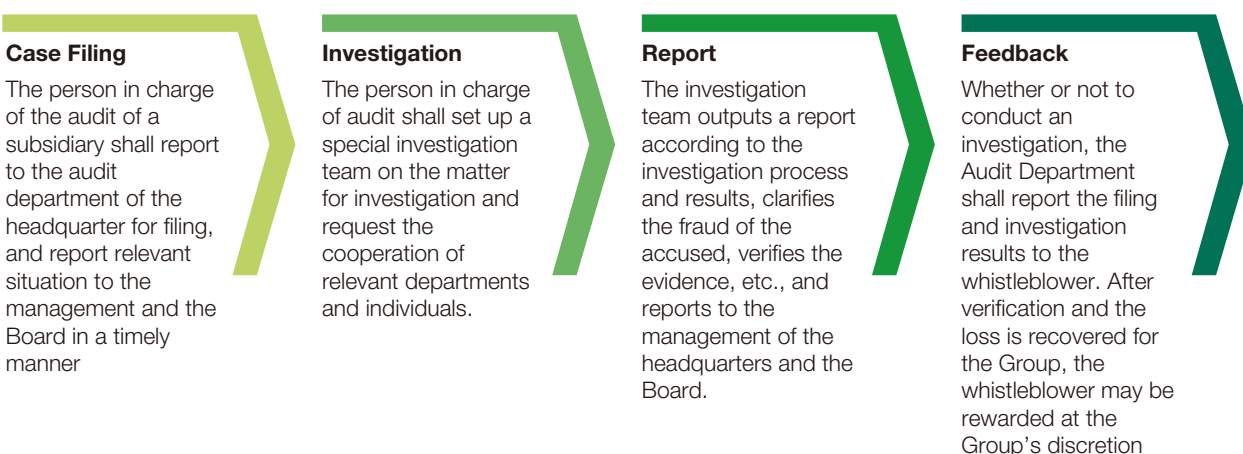 Case Filing
The person in charge
of the audit of a
subsidiary shall report
to the audit
department of the
headquarter for filing,
and report relevant
situation to the
management and the
Board in a timely
manner
Investigation
The person in charge
of audit shall set up a
special investigation
team on the matter
for investigation and
request the
cooperation of
relevant departments
and individuals.
Report
The investigation
team outputs a report
according to the
investigation process
and results, clarifies
the fraud of the
accused, verifies the
evidence, etc., and
reports to the
management of the
headquarters and the
Board.
Feedback
Whether or not to
conduct an
investigation, the
Audit Department
shall report the filing
and investigation
results to the
whistleblower. After
verification and the
loss is recovered for
the Group, the
whistleblower may be
rewarded at the
Group’s discretion